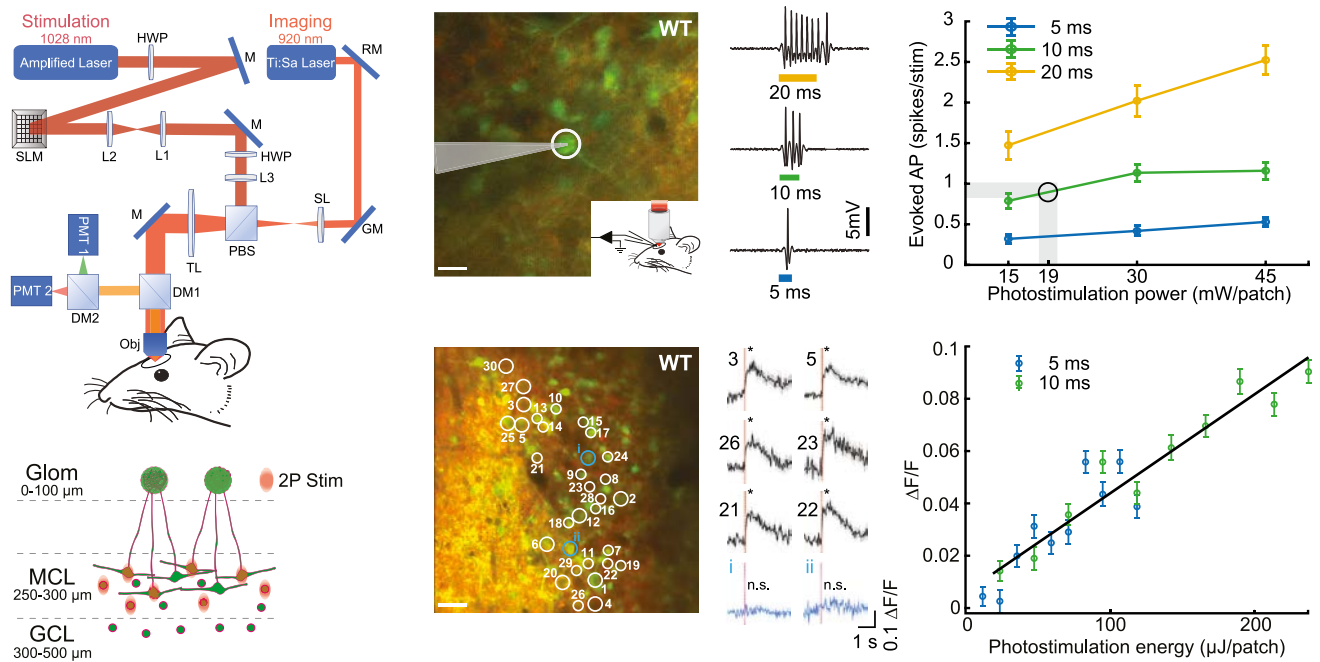 Stimulation
1028 nm
HWP
Amplified Laser
M
Imaging
920 nm
RM
Ti:Sa Laser
SLM
L2
L1
M
HWP
L3
SL
GM
PBS
M
TL
PMT 1
PMT 2
DM2
DM1
Obj
Glom
0-100 µm
2P Stim
MCL
250-300 µm
GCL
300-500 µm
WT
20 ms
10 ms
5 ms
5mV
5 ms
10 ms
20 ms
Evoked AP (spikes/stim)
3
2.5
2
1.5
1
0.5
0
15 19 30 45
Photostimulation power (mW/patch)
WT
30
27
3
10
13
14
25
5
15
17
i
24
21
9
8
23
28
2
16
12
18
6
ii
11
7
29
19
20
22
1
26
4
3 *
5 *
26 *
23 *
21 *
22 *
i n.s.
ii n.s.
1 s
0.1 ΔF/F
5 ms
10 ms
ΔF/F
0.1
0.08
0.06
0.04
0.02
0
0 100 200
Photostimulation energy (µJ/patch)